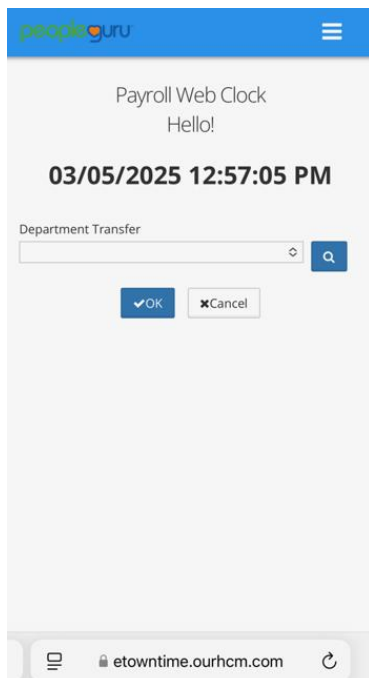 peopleguru
Payroll Web Clock
Hello!
03/05/2025 12:57:05 PM
Department Transfer
OK
Cancel
etowntime.ourhcm.com